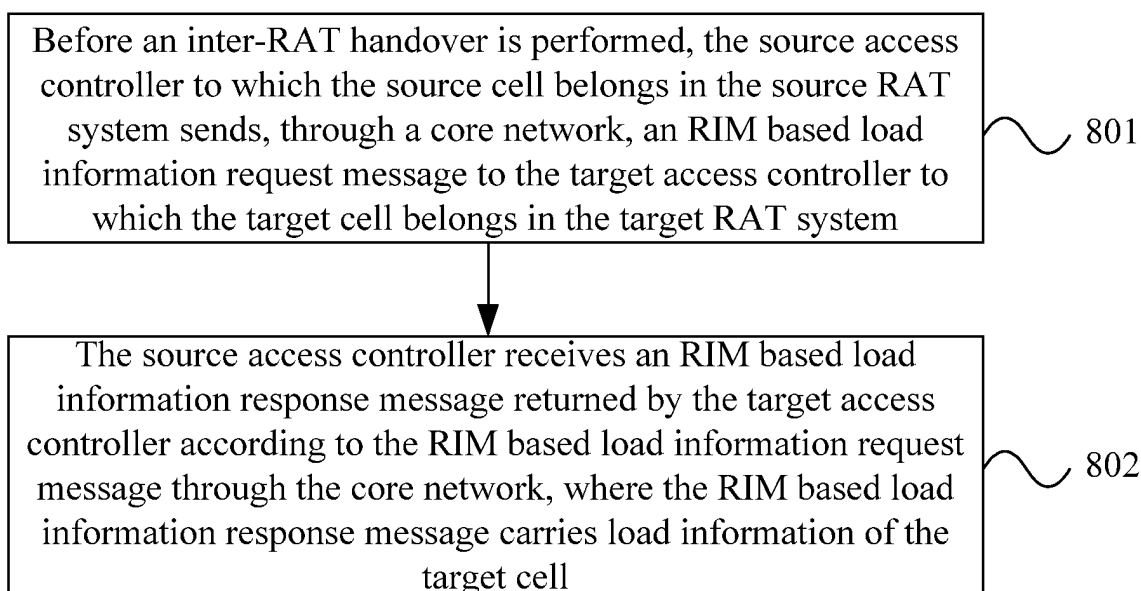 Before an inter-RAT handover is performed, the source access
controller to which the source cell belongs in the source RAT
system sends, through a core network, an RIM based load
information request message to the target access controller to
which the target cell belongs in the target RAT system
801
The source access controller receives an RIM based load
information response message returned by the target access
controller according to the RIM based load information request
message through the core network, where the RIM based load
information response message carries load information of the
target cell
802